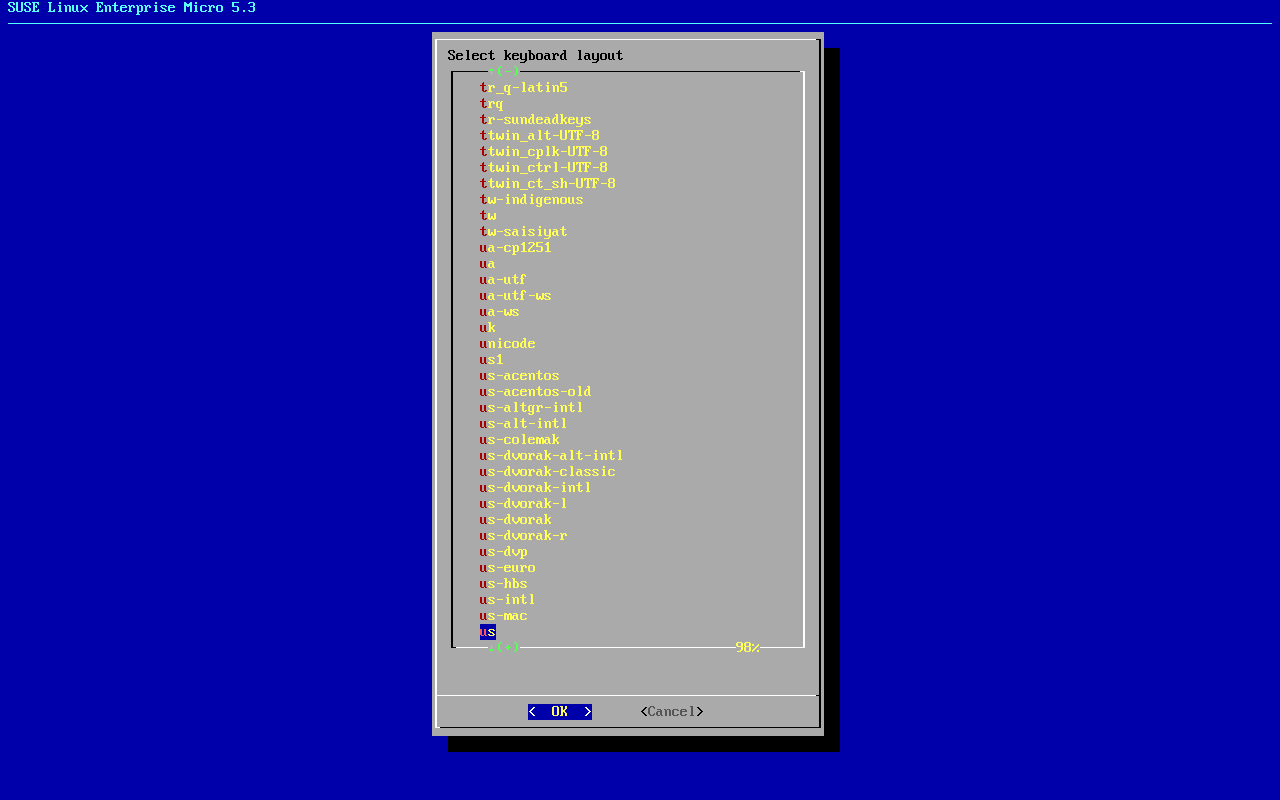 SUSE Linux Enterprise Micro 5.3
Select keyboard layout
↑(-)
tr_q-latin5
trq
tr-sundeadkeys
ttwin_alt-UTF-8
ttwin_cplk-UTF-8
ttwin_ctrl-UTF-8
ttwin_ct_sh-UTF-8
tw-indigenous
tw
tw-saisiyat
ua-cp1251
ua
ua-utf
ua-utf-ws
ua-ws
uk
unicode
us1
us-acentos
us-acentos-old
us-altgr-intl
us-alt-intl
us-colemak
us-dvorak-alt-intl
us-dvorak-classic
us-dvorak-intl
us-dvorak-l
us-dvorak
us-dvorak-r
us-dvp
us-euro
us-hbs
us-intl
us-mac
us
↓(+) 98%
< OK > <Cancel>